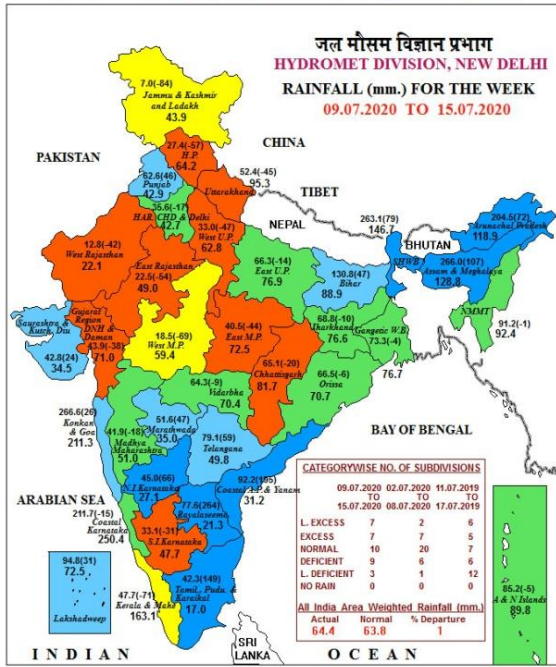 जल मौसम विज्ञान प्रभाग
HYDROMET DIVISION, NEW DELHI
RAINFALL (mm.) FOR THE WEEK
09.07.2020 TO 15.07.2020
7.0(-84)
Jammu & Kashmir
and Ladakh
43.9
CHINA
PAKISTAN
27.4(-57)
H.P.
64.2
62.6(46)
Punjab
42.9
52.4(-45)
Uttarakhand
95.3
TIBET
35.6(-17)
HAR. CHD & Delhi
42.7
33.0(-47)
West U.P.
62.8
NEPAL
263.1(79)
146.7
SHWB
BHUTAN
204.5(72)
Arunachal Pradesh
118.9
12.8(-42)
West Rajasthan
22.1
East Rajasthan
22.5(-54)
49.0
66.3(-14)
East U.P.
76.9
130.8(47)
Bihar
88.9
266.0(107)
Assam & Meghalaya
128.8
NMMT
91.2(-1)
92.4
Saurashtra &
Kutch, Diu
42.8(24)
34.5
Gujarat
Region
DNH &
Daman
43.9(-38)
71.0
18.5(-69)
West M.P.
59.4
40.5(-44)
East M.P.
72.5
68.8(-10)
Jharkhand
76.6
Gangetic W.B.
73.3(-4)
76.7
65.1(-20)
Chhattisgarh
81.7
66.5(-6)
Orissa
70.7
64.3(-9)
Vidarbha
70.4
266.6(26)
Konkan
& Goa
211.3
41.9(-18)
Madhya
Maharashtra
51.0
51.6(47)
Marathwada
35.0
79.1(59)
Telangana
49.8
BAY OF BENGAL
ARABIAN SEA
45.0(66)
N.I.Karnataka
27.1
92.2(195)
Coastal A.P. & Yanam
31.2
77.6(264)
Rayalaseema
21.3
211.7(-15)
Coastal
Karnataka
250.4
33.1(-31)
S.I.Karnataka
47.7
94.8(31)
72.5
Lakshadweep
47.7(-71)
Kerala & Mahe
163.1
42.3(149)
Tamil, Pudu. &
Karaikal
17.0
85.2(-5)
A & N Islands
89.8
CATEGORYWISE NO. OF SUBDIVISIONS
09.07.2020 02.07.2020 11.07.2019
TO TO TO
15.07.2020 08.07.2020 17.07.2019
L. EXCESS 7 2 6
EXCESS 7 7 5
NORMAL 10 20 7
DEFICIENT 9 6 6
L. DEFICIENT 3 1 12
NO RAIN 0 0 0
All India Area Weighted Rainfall (mm.)
Actual Normal % Departure
64.4 63.8 1
SRI
LANKA
INDIAN OCEAN